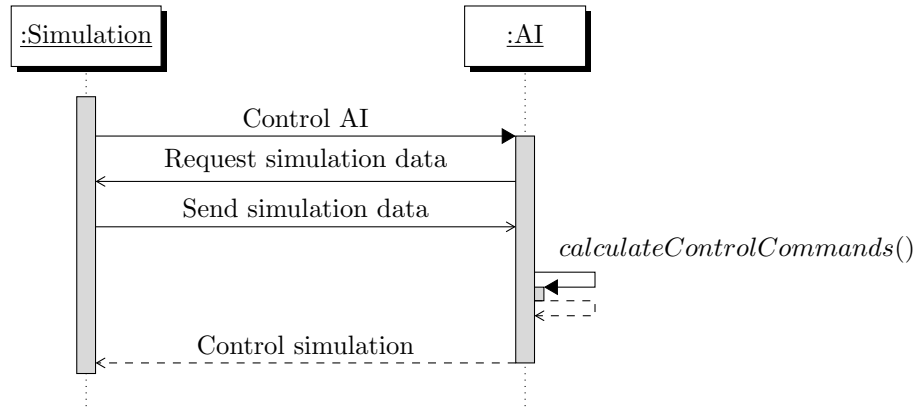 :Simulation
:AI
Control AI
Request simulation data
Send simulation data
calculateControlCommands()
Control simulation